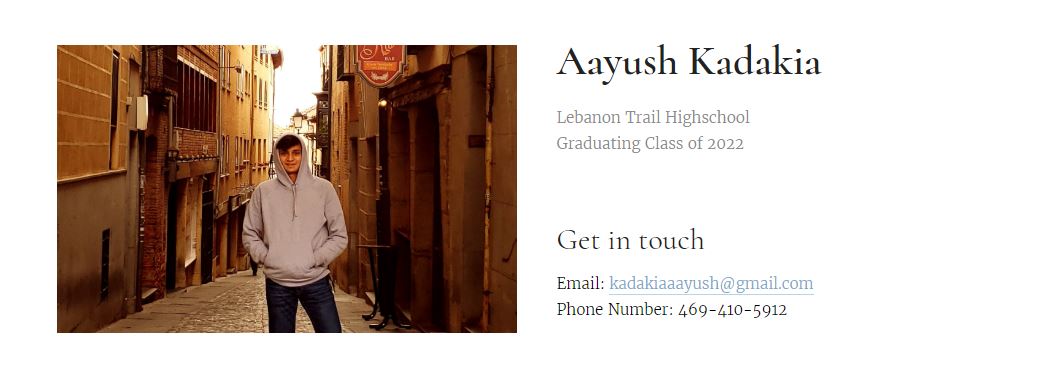 Aayush Kadakia
Lebanon Trail Highschool
Graduating Class of 2022
Get in touch
Email: kadakiaaayush@gmail.com
Phone Number: 469-410-5912
BAR